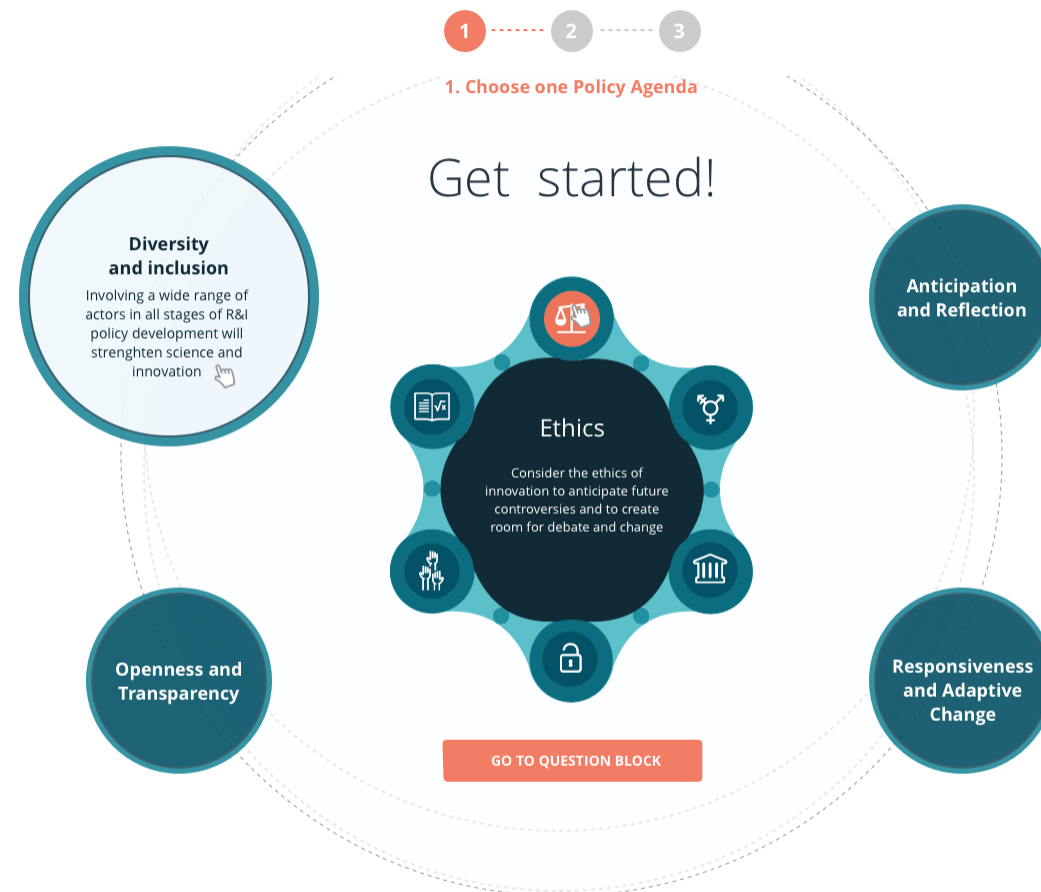 1
2
3
1. Choose one Policy Agenda
Get started!
Diversity
and inclusion
Involving a wide range of
actors in all stages of R&I
policy development will
strenghten science and
innovation
Anticipation
and Reflection
Ethics
Consider the ethics of
innovation to anticipate future
controversies and to create
room for debate and change
Openness and
Transparency
Responsiveness
and Adaptive
Change
GO TO QUESTION BLOCK